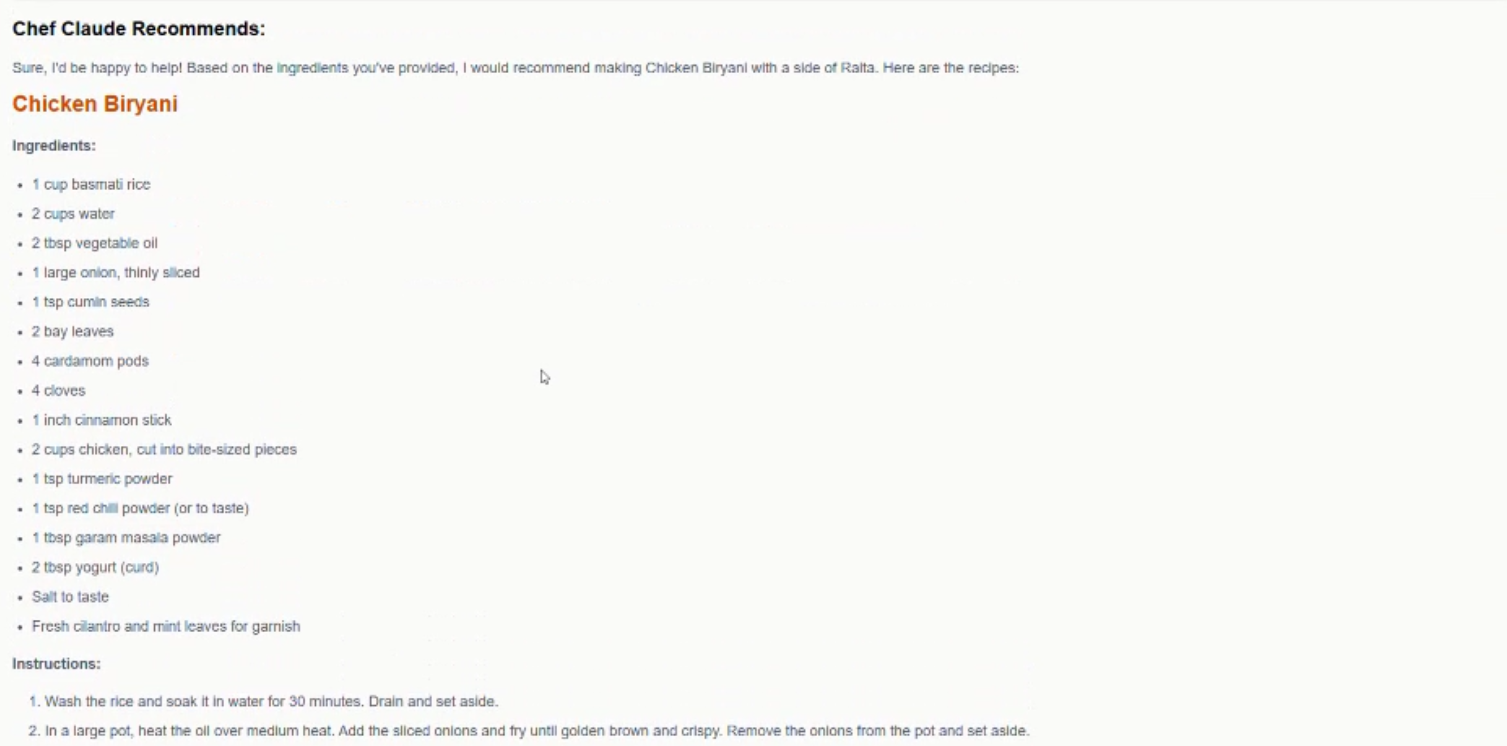 Chef Claude Recommends:
Sure, I'd be happy to help! Based on the ingredients you've provided, I would recommend making Chicken Biryani with a side of Raita. Here are the recipes:
Chicken Biryani
Ingredients:
• 1 cup basmati rice
• 2 cups water
• 2 tbsp vegetable oil
• 1 large onion, thinly sliced
• 1 tsp cumin seeds
• 2 bay leaves
• 4 cardamom pods
• 4 cloves
• 1 inch cinnamon stick
• 2 cups chicken, cut into bite-sized pieces
• 1 tsp turmeric powder
• 1 tsp red chili powder (or to taste)
• 1 tbsp garam masala powder
• 2 tbsp yogurt (curd)
• Salt to taste
• Fresh cilantro and mint leaves for garnish
Instructions:
1. Wash the rice and soak it in water for 30 minutes. Drain and set aside.
2. In a large pot, heat the oil over medium heat. Add the sliced onions and fry until golden brown and crispy. Remove the onions from the pot and set aside.